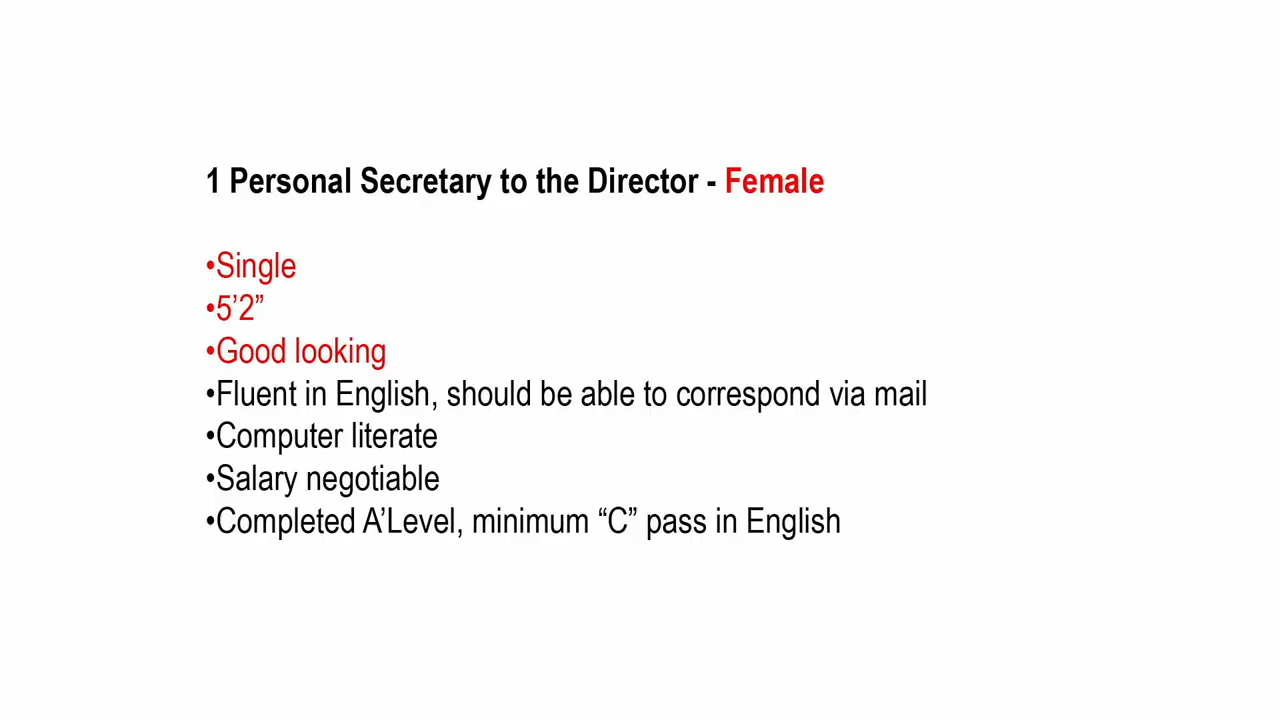 1 Personal Secretary to the Director - Female
•Single
•5’2”
•Good looking
•Fluent in English, should be able to correspond via mail
•Computer literate
•Salary negotiable
•Completed A’Level, minimum “C” pass in English